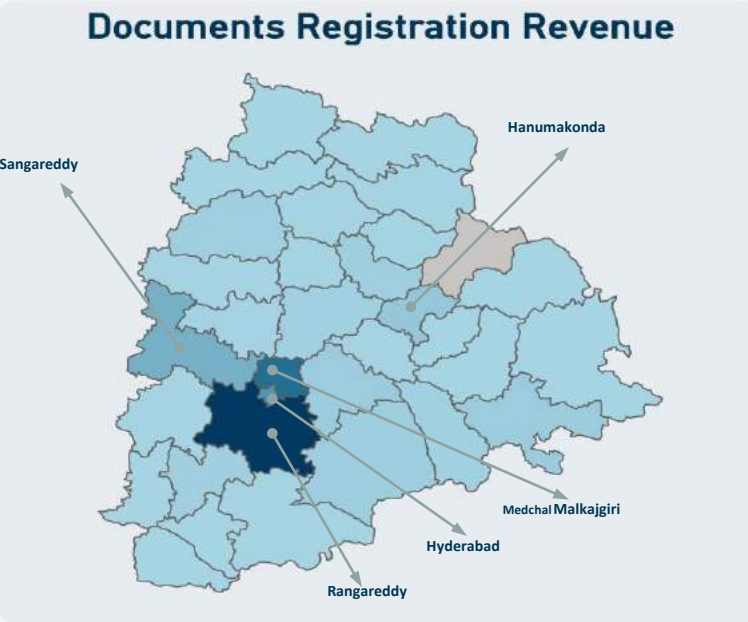 Documents Registration Revenue
Hanumakonda
Sangareddy
Medchal Malkajgiri
Hyderabad
Rangareddy